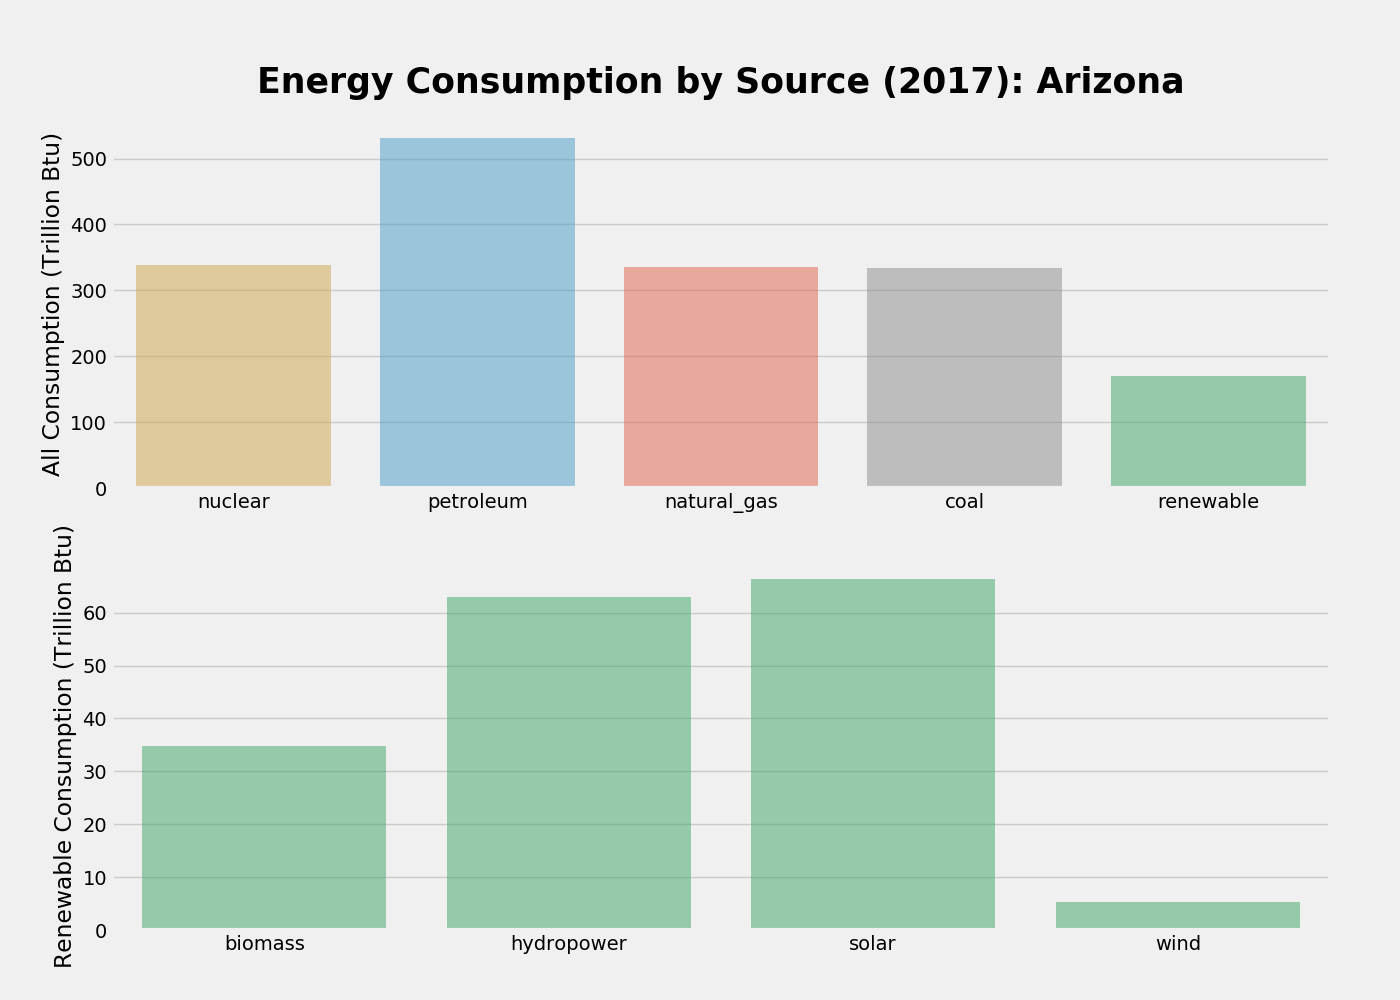 Energy Consumption by Source (2017): Arizona
All Consumption (Trillion Btu)
500
400
300
200
100
0
nuclear petroleum natural_gas coal renewable
Renewable Consumption (Trillion Btu)
60
50
40
30
20
10
0
biomass hydropower solar wind